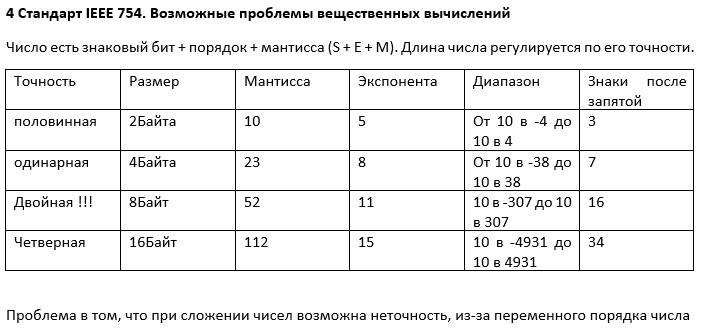 4 Стандарт IEEE 754. Возможные проблемы вещественных вычислений
Число есть знаковый бит + порядок + мантисса (S + E + M). Длина числа регулируется по его точности.
Точность Размер Мантисса Экспонента Диапазон Знаки после запятой
половинная 2Байта 10 5 От 10 в -4 до 10 в 4 3
одинарная 4Байта 23 8 От 10 в -38 до 10 в 38 7
Двойная !!! 8Байт 52 11 10 в -307 до 10 в 307 16
Четверная 16Байт 112 15 10 в -4931 до 10 в 4931 34
Проблема в том, что при сложении чисел возможна неточность, из-за переменного порядка числа